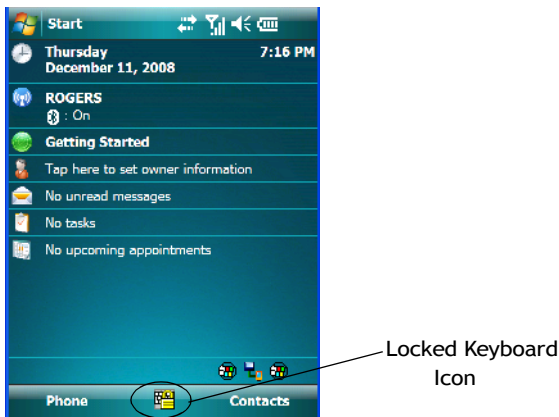 Start
Thursday 7:16 PM
December 11, 2008
ROGERS
: On
Getting Started
Tap here to set owner information
No unread messages
No tasks
No upcoming appointments
Locked Keyboard
Icon
Phone Contacts